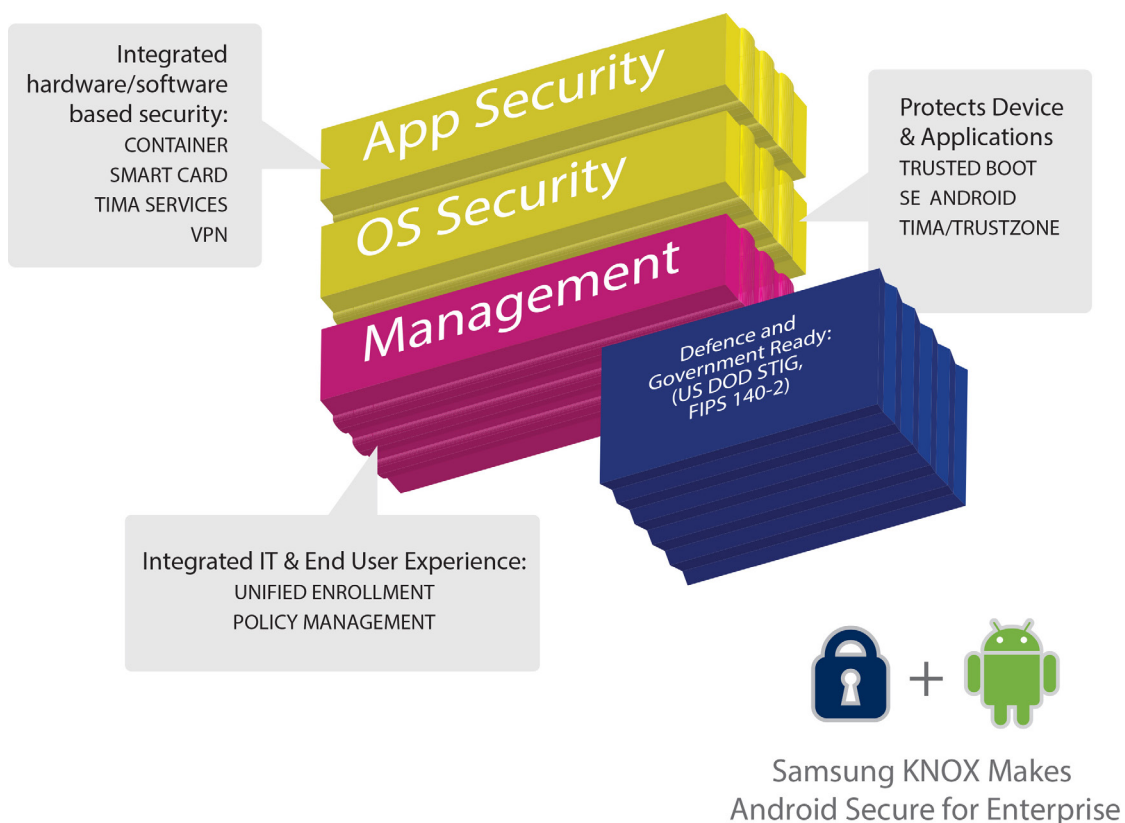 Integrated
hardware/software
based security:
CONTAINER
SMART CARD
TIMA SERVICES
VPN
App Security
OS Security
Management
Protects Device
& Applications
TRUSTED BOOT
SE ANDROID
TIMA/TRUSTZONE
Defence and
Government Ready:
(US DOD STIG,
FIPS 140-2)
Integrated IT & End User Experience:
UNIFIED ENROLLMENT
POLICY MANAGEMENT
+
Samsung KNOX Makes
Android Secure for Enterprise